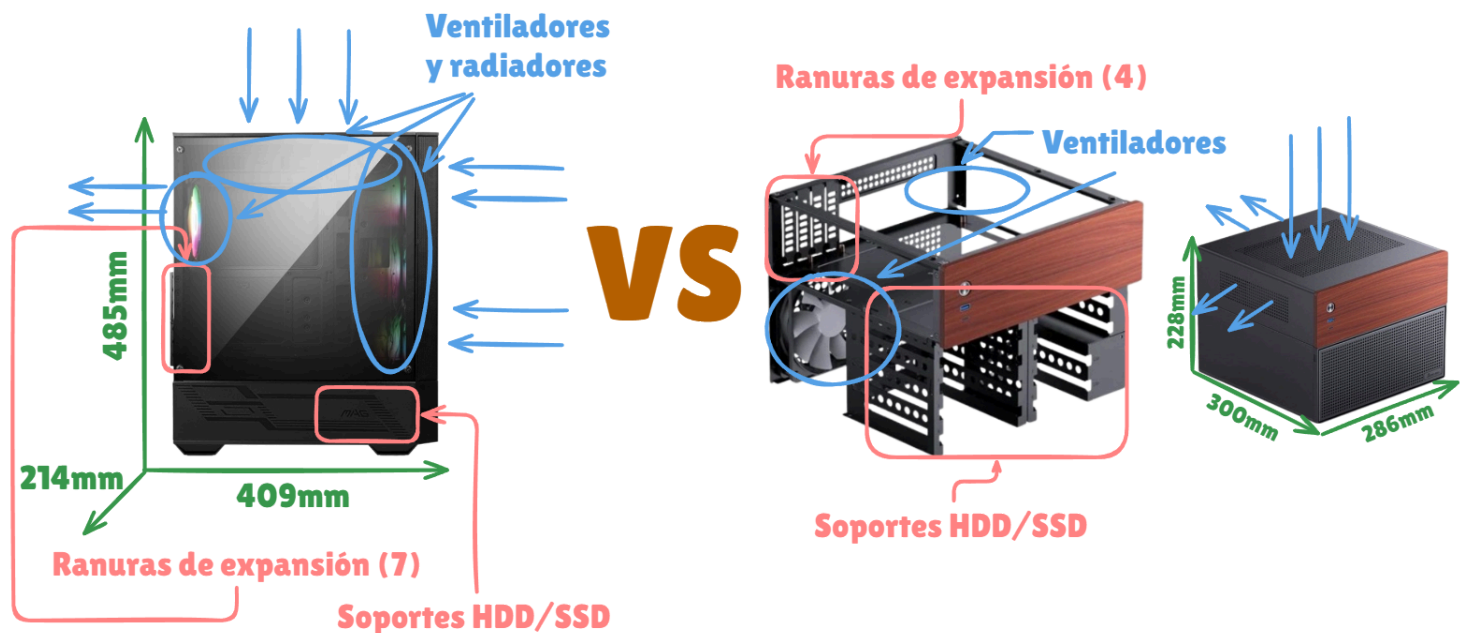 Ventiladores
y radiadores
485mm
214mm
409mm
Ranuras de expansión (7)
Soportes HDD/SSD
VS
Ranuras de expansión (4)
Ventiladores
Soportes HDD/SSD
228mm
300mm
286mm